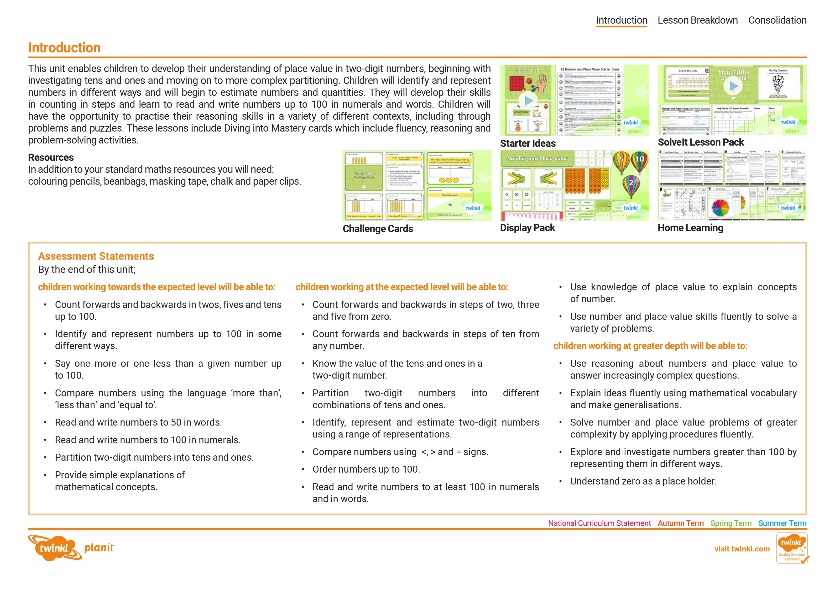 Introduction Lesson Breakdown Consolidation
Introduction
This unit enables children to develop their understanding of place value in two-digit numbers, beginning with
investigating tens and ones and moving on to more complex partitioning. Children will identify and represent
numbers in different ways and will begin to estimate numbers and quantities. They will develop their skills
in counting in steps and learn to read and write numbers up to 100 in numerals and words. Children will
have the opportunity to practise their reasoning skills in a variety of different contexts, including through
problems and puzzles. These lessons include Diving into Mastery cards which include fluency, reasoning and
problem-solving activities.
Resources
In addition to your standard maths resources you will need:
colouring pencils, beanbags, masking tape, chalk and paper clips.
Starter Ideas
SolveIt Lesson Pack
Challenge Cards
Display Pack
Home Learning
Assessment Statements
By the end of this unit;
children working towards the expected level will be able to:
• Count forwards and backwards in twos, fives and tens
up to 100.
• Identify and represent numbers up to 100 in some
different ways.
• Say one more or one less than a given number up
to 100.
• Compare numbers using the language ‘more than’,
‘less than’ and ‘equal to’.
• Read and write numbers to 50 in words.
• Read and write numbers to 100 in numerals.
• Partition two-digit numbers into tens and ones.
• Provide simple explanations of
mathematical concepts.
children working at the expected level will be able to:
• Count forwards and backwards in steps of two, three
and five from zero.
• Count forwards and backwards in steps of ten from
any number.
• Know the value of the tens and ones in a
two-digit number.
• Partition two-digit numbers into different
combinations of tens and ones.
• Identify, represent and estimate two-digit numbers
using a range of representations.
• Compare numbers using <, > and = signs.
• Order numbers up to 100.
• Read and write numbers to at least 100 in numerals
and in words.
• Use knowledge of place value to explain concepts
of number.
• Use number and place value skills fluently to solve a
variety of problems.
children working at greater depth will be able to:
• Use reasoning about numbers and place value to
answer increasingly complex questions.
• Explain ideas fluently using mathematical vocabulary
and make generalisations.
• Solve number and place value problems of greater
complexity by applying procedures fluently.
• Explore and investigate numbers greater than 100 by
representing them in different ways.
• Understand zero as a place holder.
National Curriculum Statement Autumn Term Spring Term Summer Term
twinkl planit
visit twinkl.com
twinkl